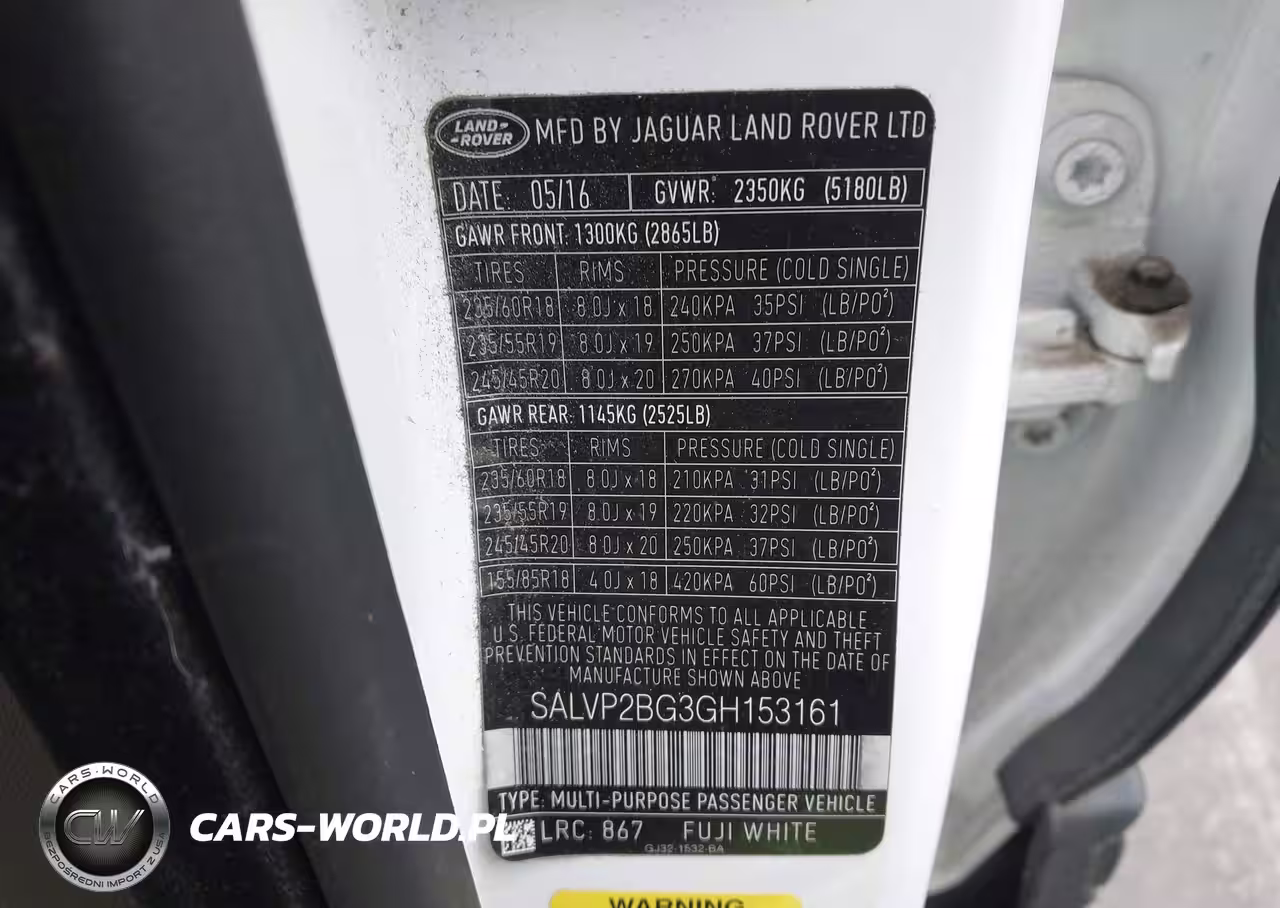 LAND-
-ROVER
MFD BY JAGUAR LAND ROVER LTD
DATE: 05/16 GVWR: 2350KG (5180LB)
GAWR FRONT: 1300KG (2865LB)
TIRES RIMS PRESSURE (COLD SINGLE)
235/60R18 8.0J x 18 240KPA 35PSI (LB/PO²)
235/55R19 8.0J x 19 250KPA 37PSI (LB/PO²)
245/45R20 8.0J x 20 270KPA 40PSI (LB/PO²)
GAWR REAR: 1145KG (2525LB)
TIRES RIMS PRESSURE (COLD SINGLE)
235/60R18 8.0J x 18 210KPA 31PSI (LB/PO²)
235/55R19 8.0J x 19 220KPA 32PSI (LB/PO²)
245/45R20 8.0J x 20 250KPA 37PSI (LB/PO²)
155/85R18 4.0J x 18 420KPA 60PSI (LB/PO²)
THIS VEHICLE CONFORMS TO ALL APPLICABLE
U.S. FEDERAL MOTOR VEHICLE SAFETY AND THEFT
PREVENTION STANDARDS IN EFFECT ON THE DATE OF
MANUFACTURE SHOWN ABOVE
SALVP2BG3GH153161
TYPE: MULTI-PURPOSE PASSENGER VEHICLE
LRC: 867 FUJI WHITE
GJ32-1532-BA
WARNING
CARS-WORLD
CW
BEZPOŚREDNI IMPORT Z USA
CARS-WORLD.PL